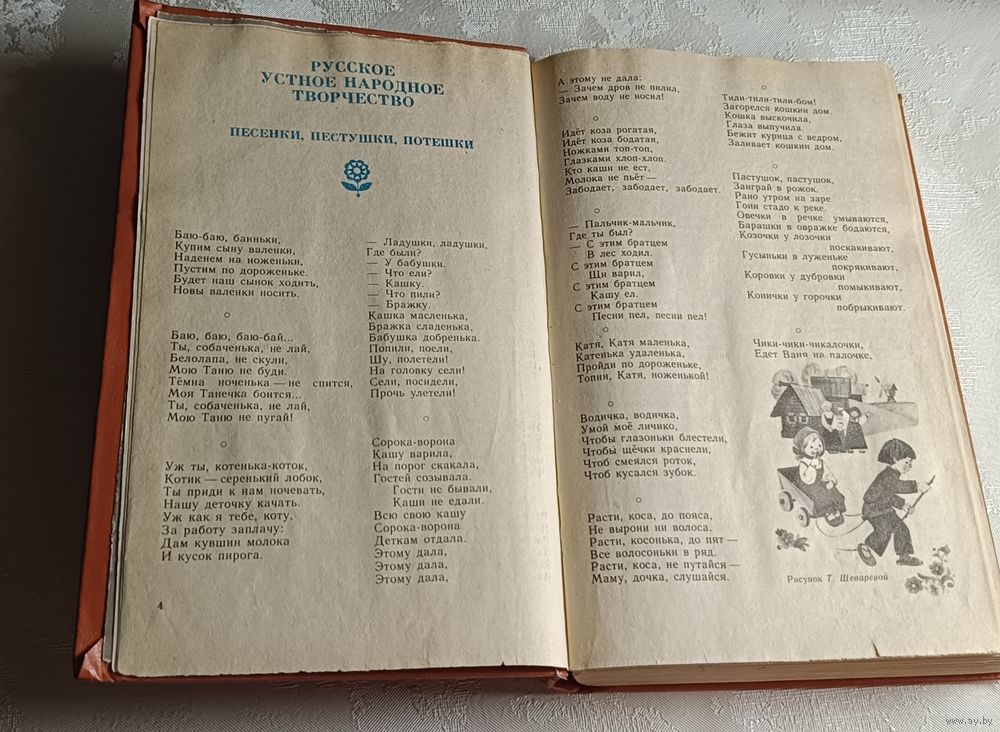 РУССКОЕ
УСТНОЕ НАРОДНОЕ
ТВОРЧЕСТВО
ПЕСЕНКИ, ПЕСТУШКИ, ПОТЕШКИ
Баю-баю, баиньки,
Купим сыну валенки,
Наденем на ноженьки,
Пустим по дороженьке.
Будет наш сынок ходить,
Новы валенки носить.
Баю, баю, баю-бай...
Ты, собаченька, не лай,
Белолапа, не скули,
Мою Таню не буди.
Тёмна ноченька — не спится,
Моя Танечка боится...
Ты, собаченька, не лай,
Мою Таню не пугай!
Уж ты, котенька-коток,
Котик — серенький лобок,
Ты приди к нам ночевать,
Нашу деточку качать.
Уж как я тебе, коту,
За работу заплачу:
Дам кувшин молока
И кусок пирога.
4
— Ладушки, ладушки,
Где были?
— У бабушки.
— Что ели?
— Кашку.
— Что пили?
— Бражку.
Кашка масленька,
Бражка сладенька,
Бабушка добренька.
Попили, поели,
Шу, полетели!
На головку сели!
Сели, посидели,
Прочь улетели!
Сорока-ворона
Кашу варила,
На порог скакала,
Гостей созывала.
Гости не бывали,
Каши не едали.
Всю свою кашу
Сорока-ворона
Деткам отдала.
Этому дала,
Этому дала,
Этому дала,
А этому не дала:
— Зачем дров не пилил,
Зачем воду не носил!
Идёт коза рогатая,
Идёт коза бодатая,
Ножками топ-топ,
Глазками хлоп-хлоп.
Кто каши не ест,
Молока не пьёт —
Забодает, забодает, забодает.
— Пальчик-мальчик,
Где ты был?
— С этим братцем
В лес ходил.
С этим братцем
Щи варил,
С этим братцем
Кашу ел.
С этим братцем
Песни пел, песни пел!
Катя, Катя маленька,
Катенька удаленька,
Пройди по дороженьке,
Топни, Катя, ноженькой!
Водичка, водичка,
Умой моё личико,
Чтобы глазоньки блестели,
Чтобы щёчки краснели,
Чтоб смеялся роток,
Чтоб кусался зубок.
Расти, коса, до пояса,
Не вырони ни волоса.
Расти, косонька, до пят —
Все волосоньки в ряд.
Расти, коса, не путайся —
Маму, дочка, слушайся.
Тили-тили-тили-бом!
Загорелся кошкин дом.
Кошка выскочила,
Глаза выпучила.
Бежит курица с ведром,
Заливает кошкин дом.
Пастушок, пастушок,
Заиграй в рожок.
Рано утром на заре
Гони стадо к реке.
Овечки в речке умываются,
Барашки в овражке бодаются,
Козочки у лозочки
поскакивают,
Гусыньки в луженьке
покрякивают,
Коровки у дубровки
помыкивают,
Конички у горочки
побрыкивают.
Чики-чики-чикалочки,
Едет Ваня на палочке,
Рисунок Т. Шеваревой
www.ay.by